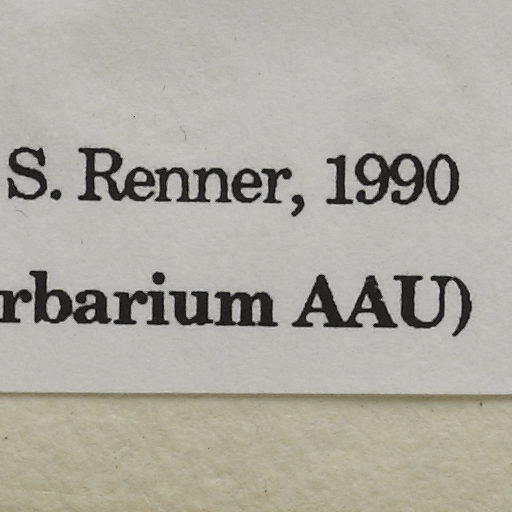 S. Renner, 1990
rbarium AAU)